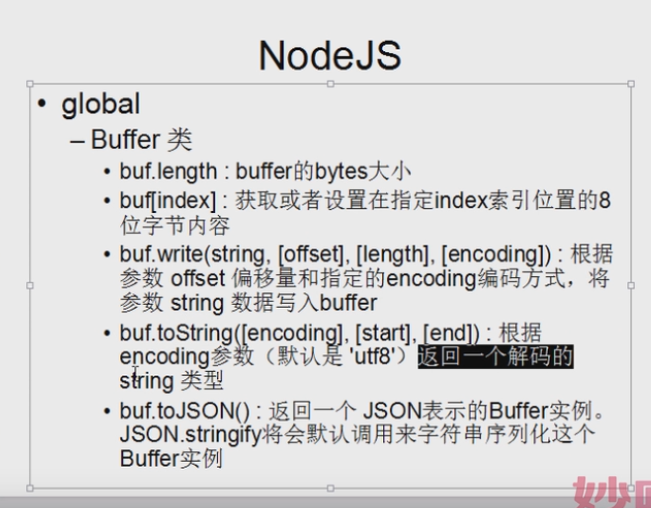 NodeJS
• global
– Buffer 类
• buf.length : buffer的bytes大小
• buf[index] : 获取或者设置在指定index索引位置的8
位字节内容
• buf.write(string, [offset], [length], [encoding]) : 根据
参数 offset 偏移量和指定的encoding编码方式，将
参数 string 数据写入buffer
• buf.toString([encoding], [start], [end]) : 根据
encoding参数（默认是 'utf8'）返回一个解码的
string 类型
• buf.toJSON() : 返回一个 JSON表示的Buffer实例。
JSON.stringify将会默认调用来字符串序列化这个
Buffer实例
妙